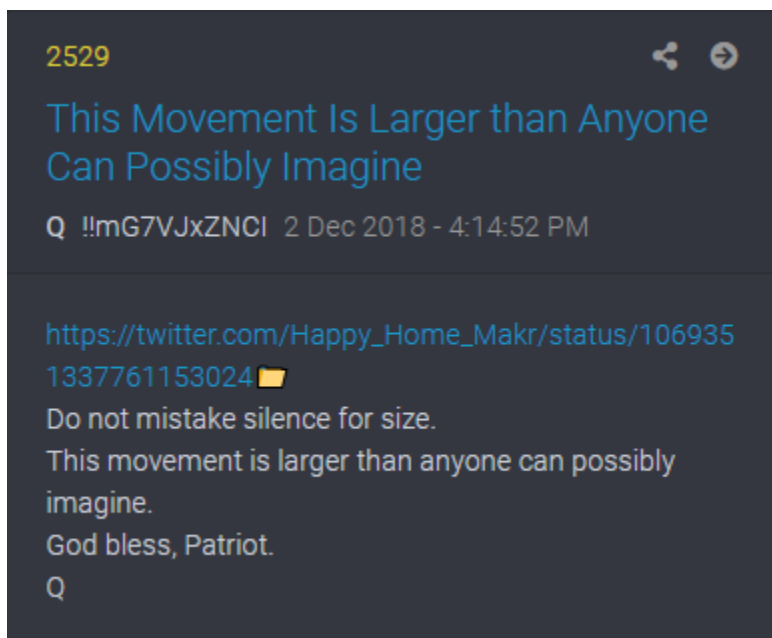 2529
This Movement Is Larger than Anyone
Can Possibly Imagine
Q !!mG7VJxZNCI 2 Dec 2018 - 4:14:52 PM
https://twitter.com/Happy_Home_Makr/status/106935
1337761153024
Do not mistake silence for size.
This movement is larger than anyone can possibly
imagine.
God bless, Patriot.
Q